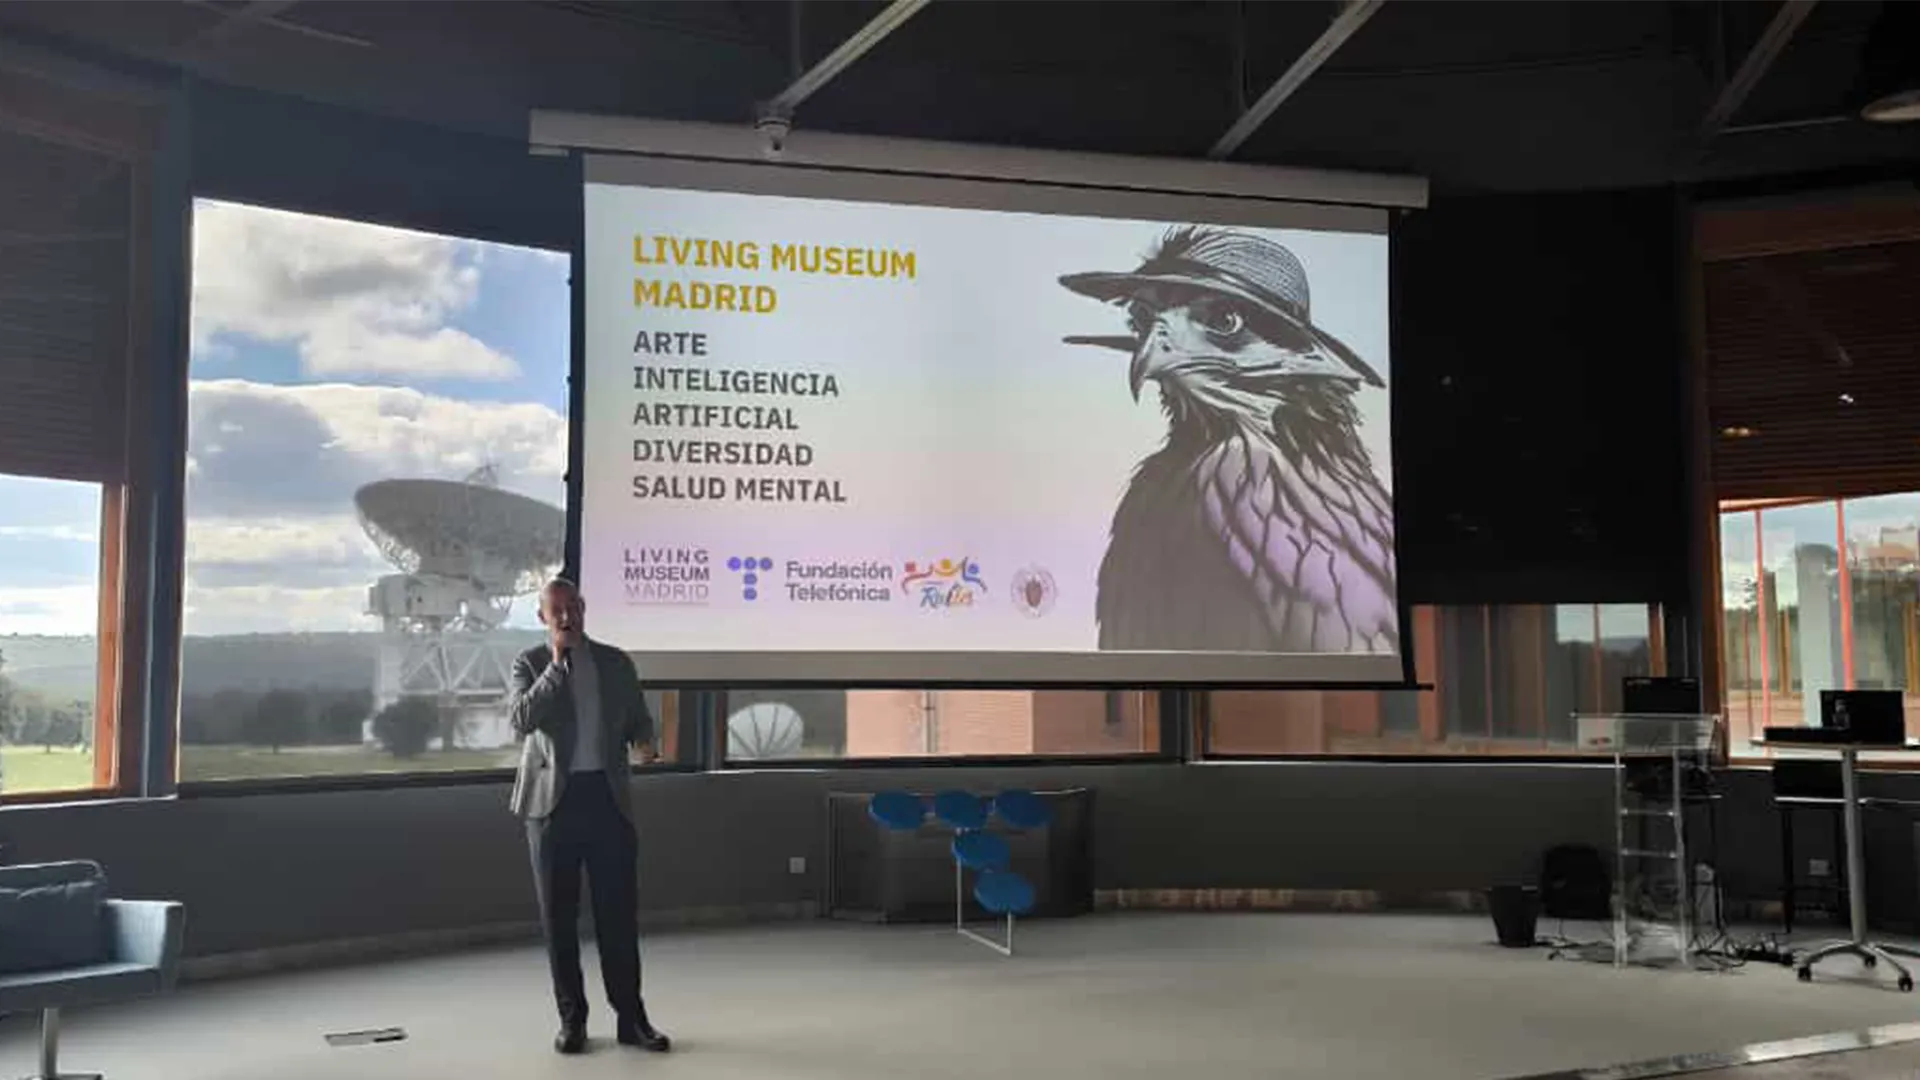 LIVING MUSEUM
MADRID
ARTE
INTELIGENCIA
ARTIFICIAL
DIVERSIDAD
SALUD MENTAL
LIVING
MUSEUM
MADRID
Fundación
Telefónica